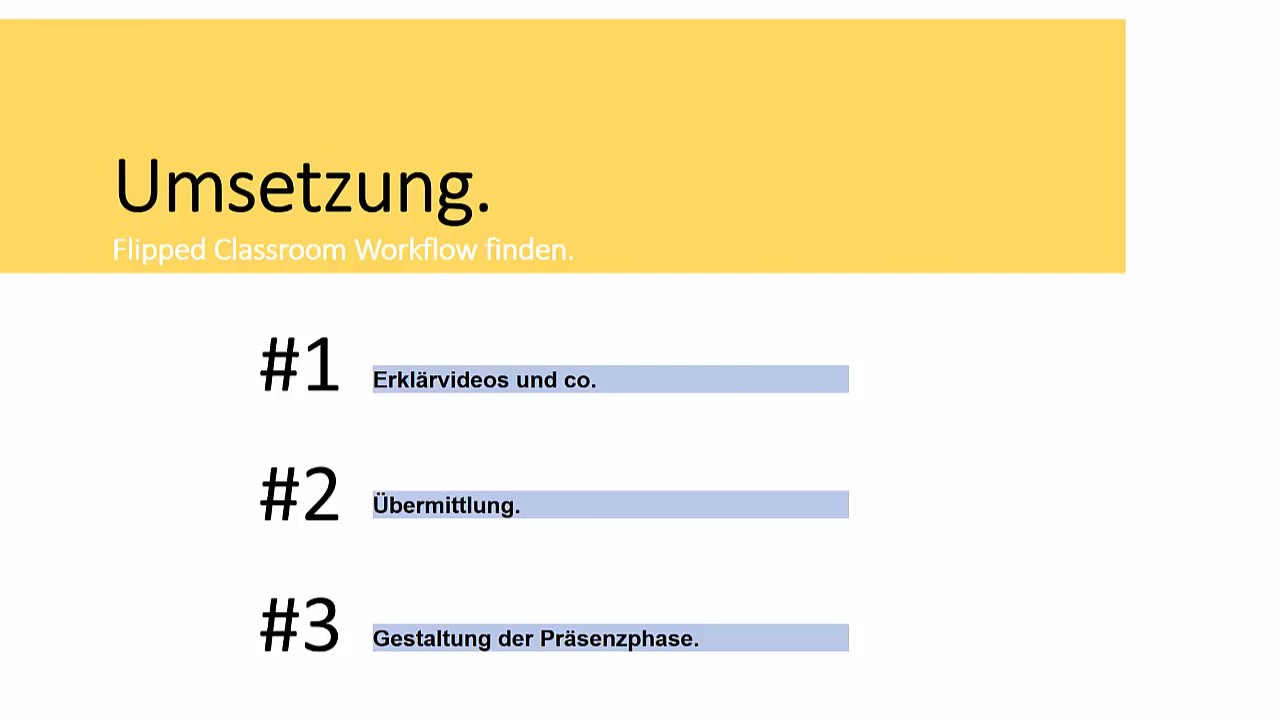 Umsetzung.
Flipped Classroom Workflow finden.
#1 Erklärvideos und co.
#2 Übermittlung.
#3 Gestaltung der Präsenzphase.